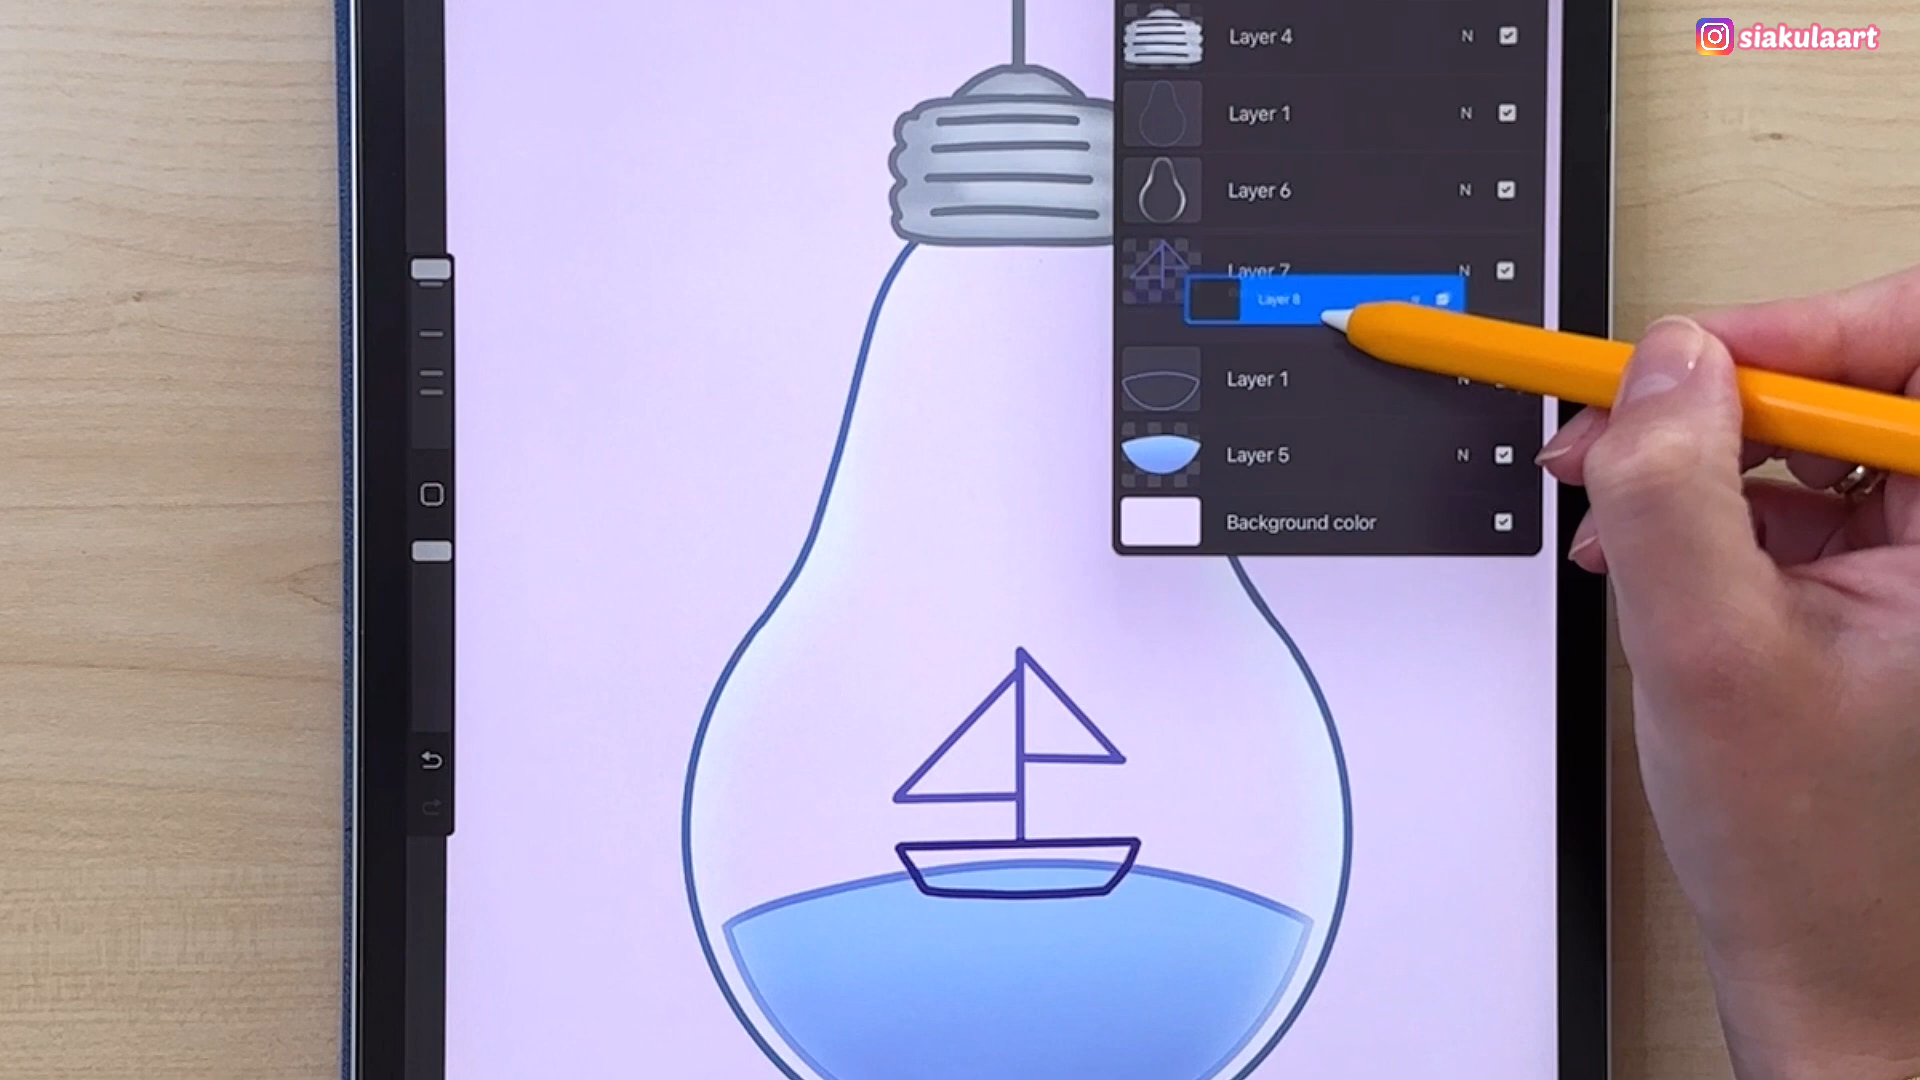 siakulaart
Layer 4 N
Layer 1 N
Layer 6 N
Layer 7 N
Layer 8
Layer 1 N
Layer 5 N
Background color